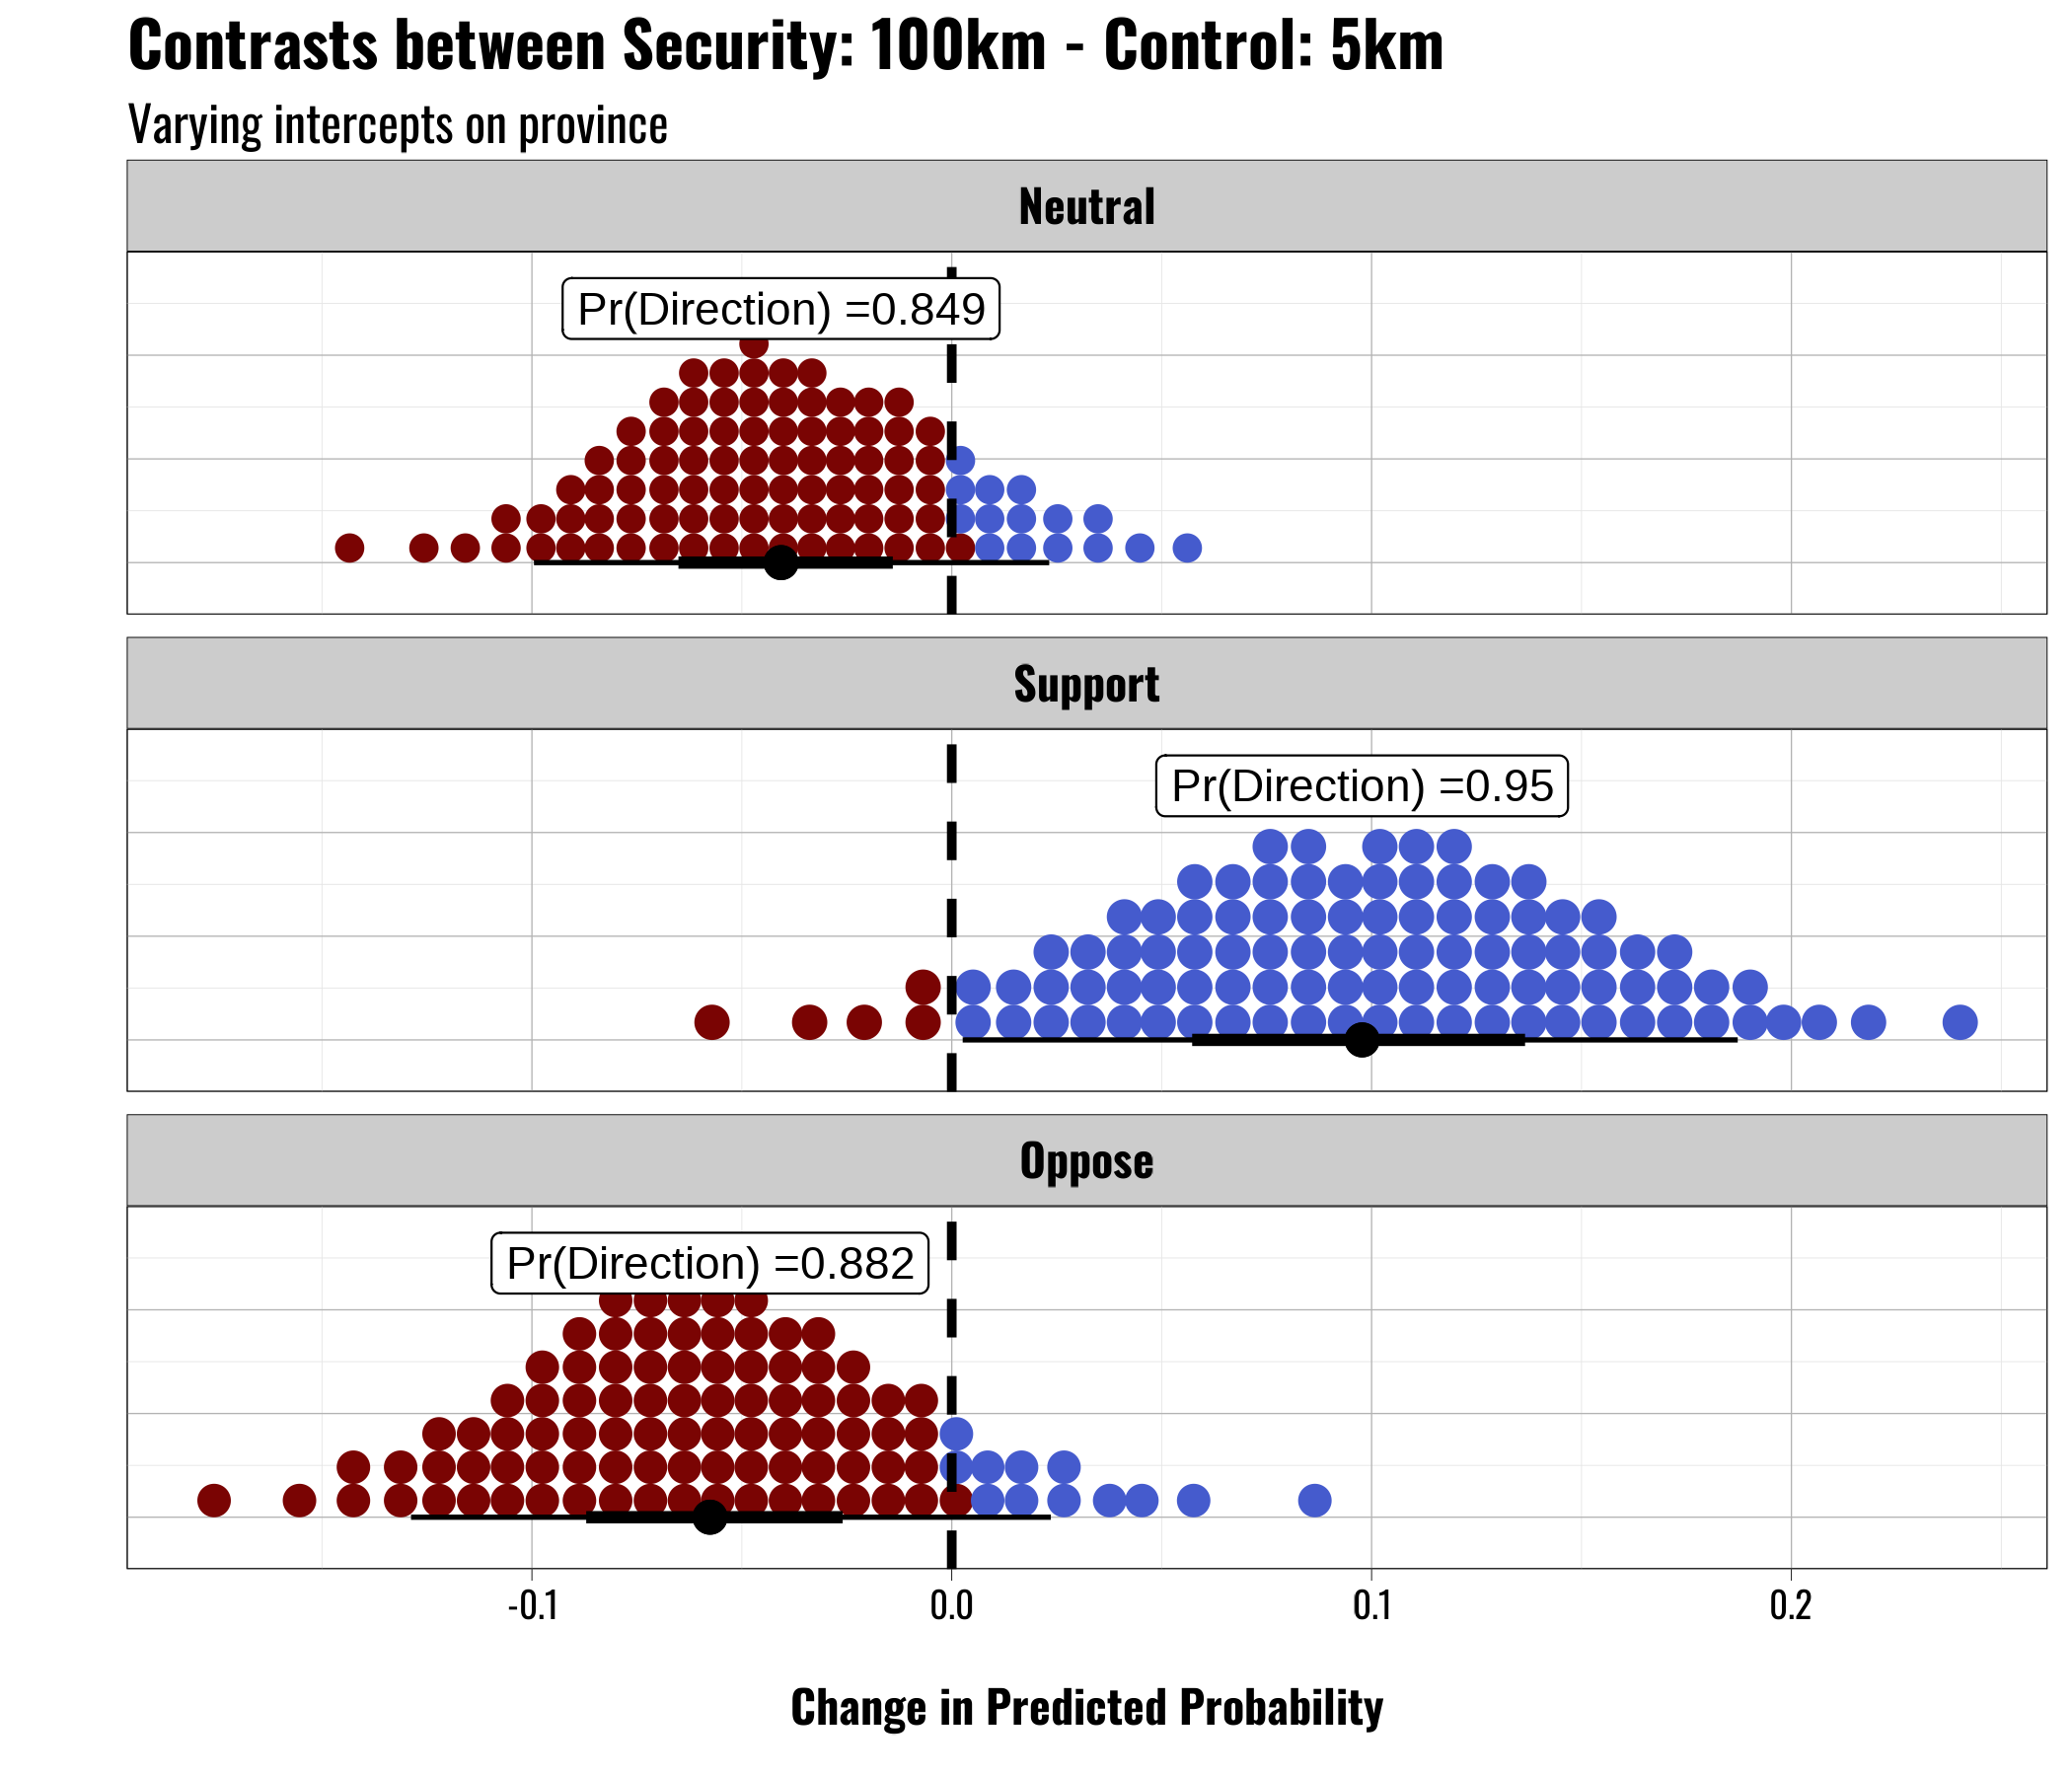 Contrasts between Security: 100km - Control: 5km
Varying intercepts on province
Neutral
Pr(Direction) =0.849
Support
Pr(Direction) =0.95
Oppose
Pr(Direction) =0.882
-0.1 0.0 0.1 0.2
Change in Predicted Probability